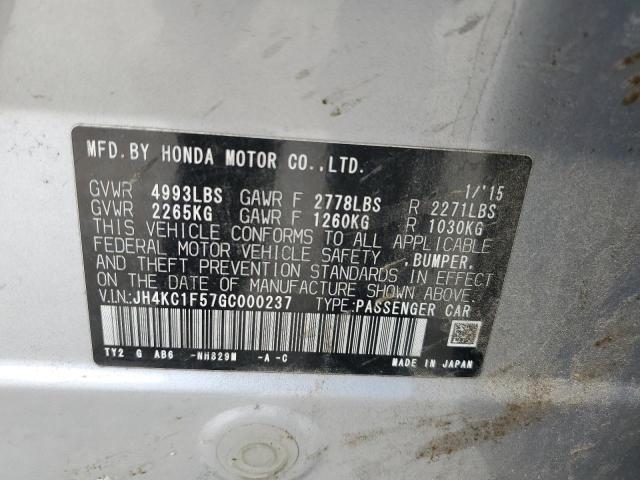 MFD.BY HONDA MOTOR CO.,LTD.
1/'15
GVWR 4993LBS GAWR F 2778LBS R 2271LBS
GVWR 2265KG GAWR F 1260KG R 1030KG
THIS VEHICLE CONFORMS TO ALL APPLICABLE
FEDERAL MOTOR VEHICLE SAFETY ,BUMPER,
AND THEFT PREVENTION STANDARDS IN EFFECT
ON THE DATE OF MANUFACTURE SHOWN ABOVE.
V.I.N.:JH4KC1F57GC000237 TYPE:PASSENGER CAR
TY2 G AB6 -NH829M -A -C MADE IN JAPAN